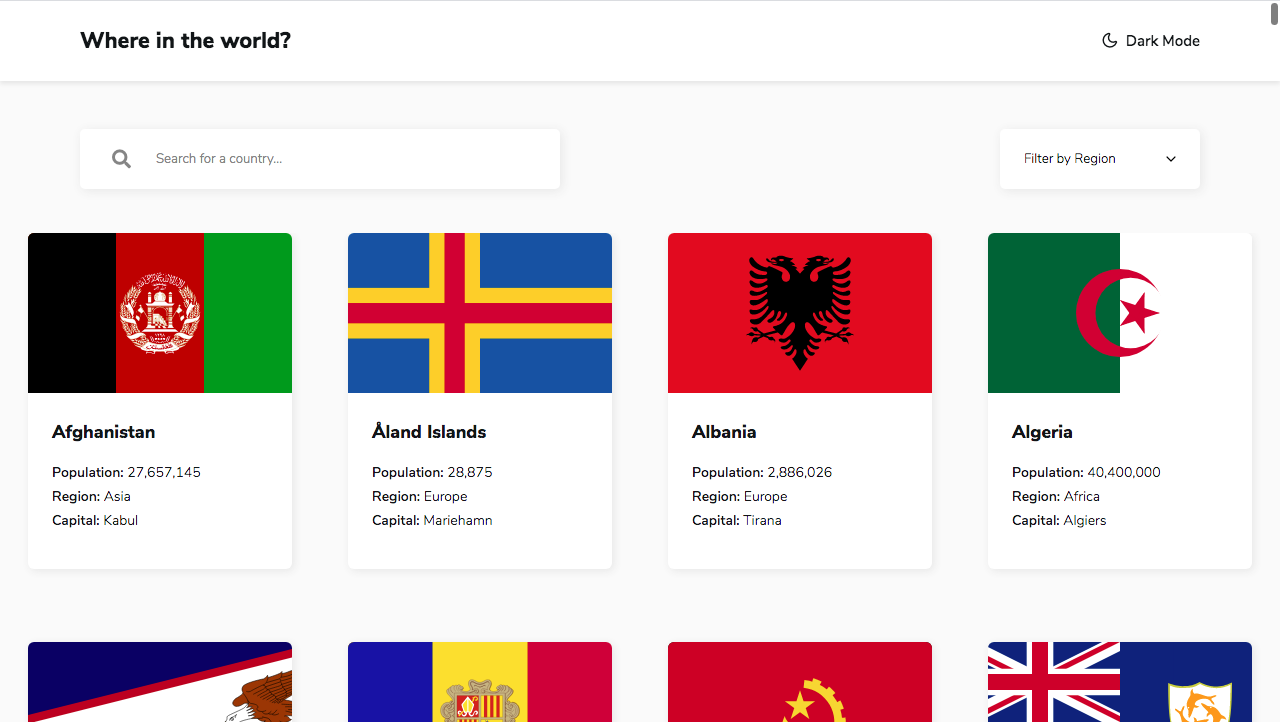 Where in the world?
Dark Mode
Search for a country...
Filter by Region
Afghanistan
Population: 27,657,145
Region: Asia
Capital: Kabul
Åland Islands
Population: 28,875
Region: Europe
Capital: Mariehamn
Albania
Population: 2,886,026
Region: Europe
Capital: Tirana
Algeria
Population: 40,400,000
Region: Africa
Capital: Algiers